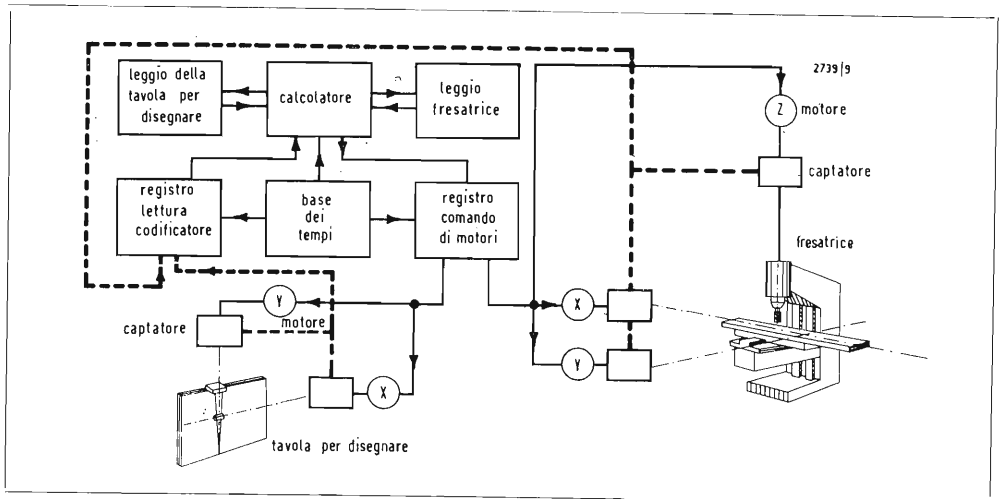 leggio della
tavola per
disegnare
calcolatore
leggio
fresatrice
2739/9
Z
motore
captatore
registro
lettura
codificatore
base
dei
tempi
registro
comando
di motori
fresatrice
Y
motore
captatore
X
X
Y
tavola per disegnare